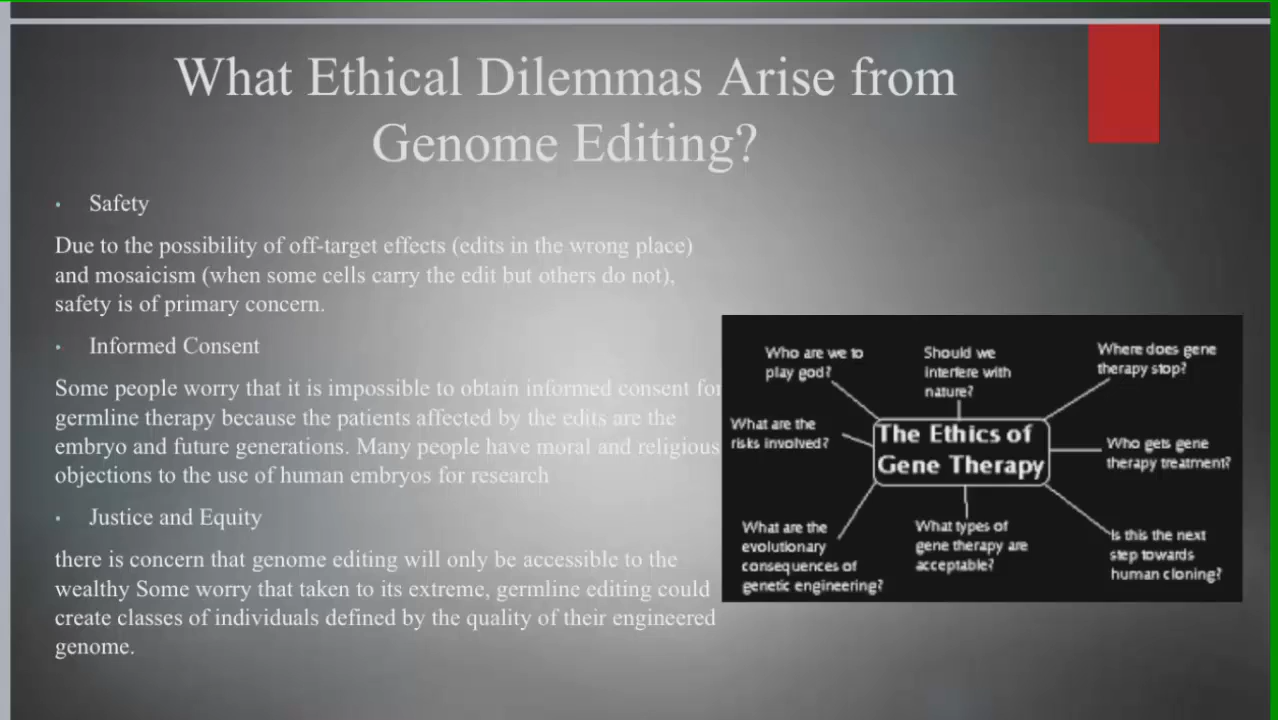 What Ethical Dilemmas Arise from
Genome Editing?
• Safety
Due to the possibility of off-target effects (edits in the wrong place)
and mosaicism (when some cells carry the edit but others do not),
safety is of primary concern.
• Informed Consent
Some people worry that it is impossible to obtain informed consent for
germline therapy because the patients affected by the edits are the
embryo and future generations. Many people have moral and religious
objections to the use of human embryos for research
• Justice and Equity
there is concern that genome editing will only be accessible to the
wealthy Some worry that taken to its extreme, germline editing could
create classes of individuals defined by the quality of their engineered
genome.
Who are we to
play god?
Should we
interfere with
nature?
Where does gene
therapy stop?
What are the
risks involved?
The Ethics of
Gene Therapy
Who gets gene
therapy treatment?
What are the
evolutionary
consequences of
genetic engineering?
What types of
gene therapy are
acceptable?
Is this the next
step towards
human cloning?